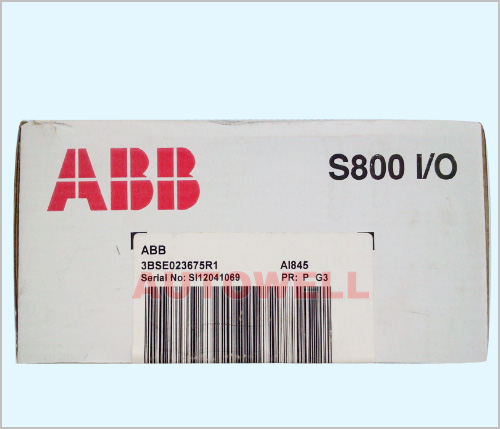 ABB S800 I/O
ABB
3BSE023675R1 AI845
Serial No: SI12041069 PR: P G3
AUTOWELL